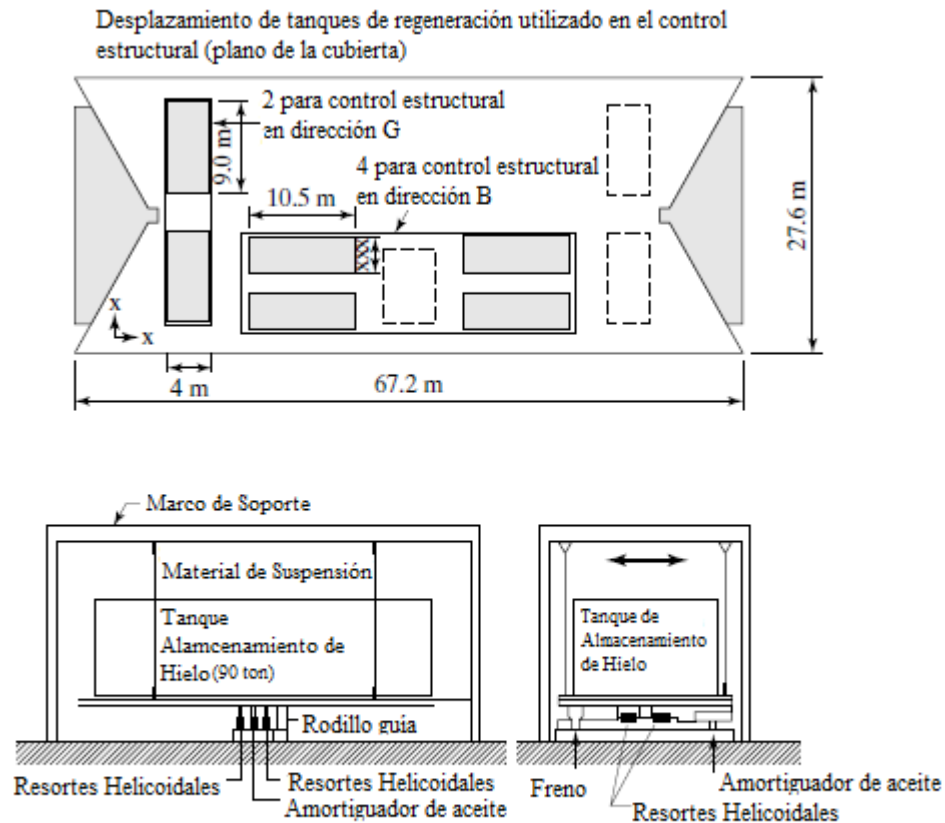 Desplazamiento de tanques de regeneración utilizado en el control
estructural (plano de la cubierta)
2 para control estructural
en dirección G
9.0 m
4 para control estructural
en dirección B
10.5 m
xxx
27.6 m
x
x
4 m
67.2 m
Marco de Soporte
Material de Suspensión
Tanque
Alamcenamiento de
Hielo (90 ton)
Rodillo guia
Resortes Helicoidales
Resortes Helicoidales
Amortiguador de aceite
Tanque de
Almacenamiento
de Hielo
Freno
Amortiguador de aceite
Resortes Helicoidales